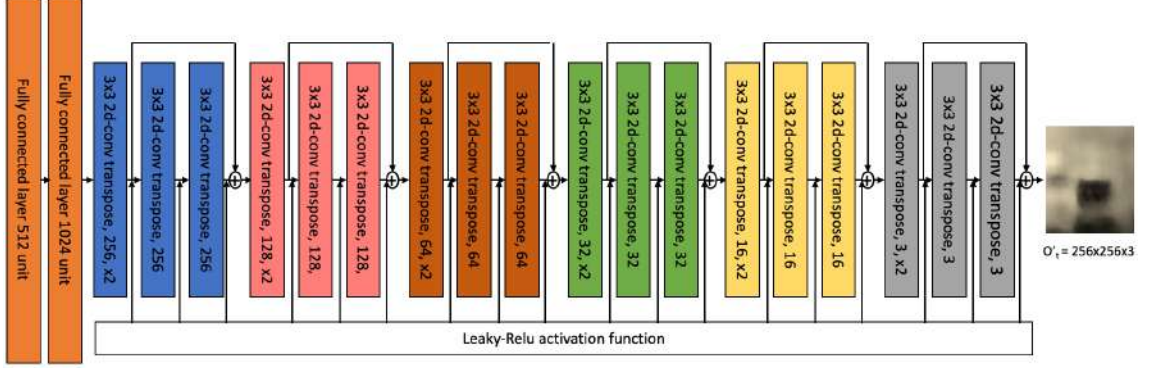 Fully connected layer 512 unit
Fully connected layer 1024 unit
3x3 2d-conv transpose, 256, x2
3x3 2d-conv transpose, 256
3x3 2d-conv transpose, 256
3x3 2d-conv transpose, 128, x2
3x3 2d-conv transpose, 128,
3x3 2d-conv transpose, 128,
3x3 2d-conv transpose, 64, x2
3x3 2d-conv transpose, 64
3x3 2d-conv transpose, 64
3x3 2d-conv transpose, 32, x2
3x3 2d-conv transpose, 32
3x3 2d-conv transpose, 32
3x3 2d-conv transpose, 16, x2
3x3 2d-conv transpose, 16
3x3 2d-conv transpose, 16
3x3 2d-conv transpose, 3, x2
3x3 2d-conv transpose, 3
3x3 2d-conv transpose, 3
O'ₜ = 256x256x3
Leaky-Relu activation function